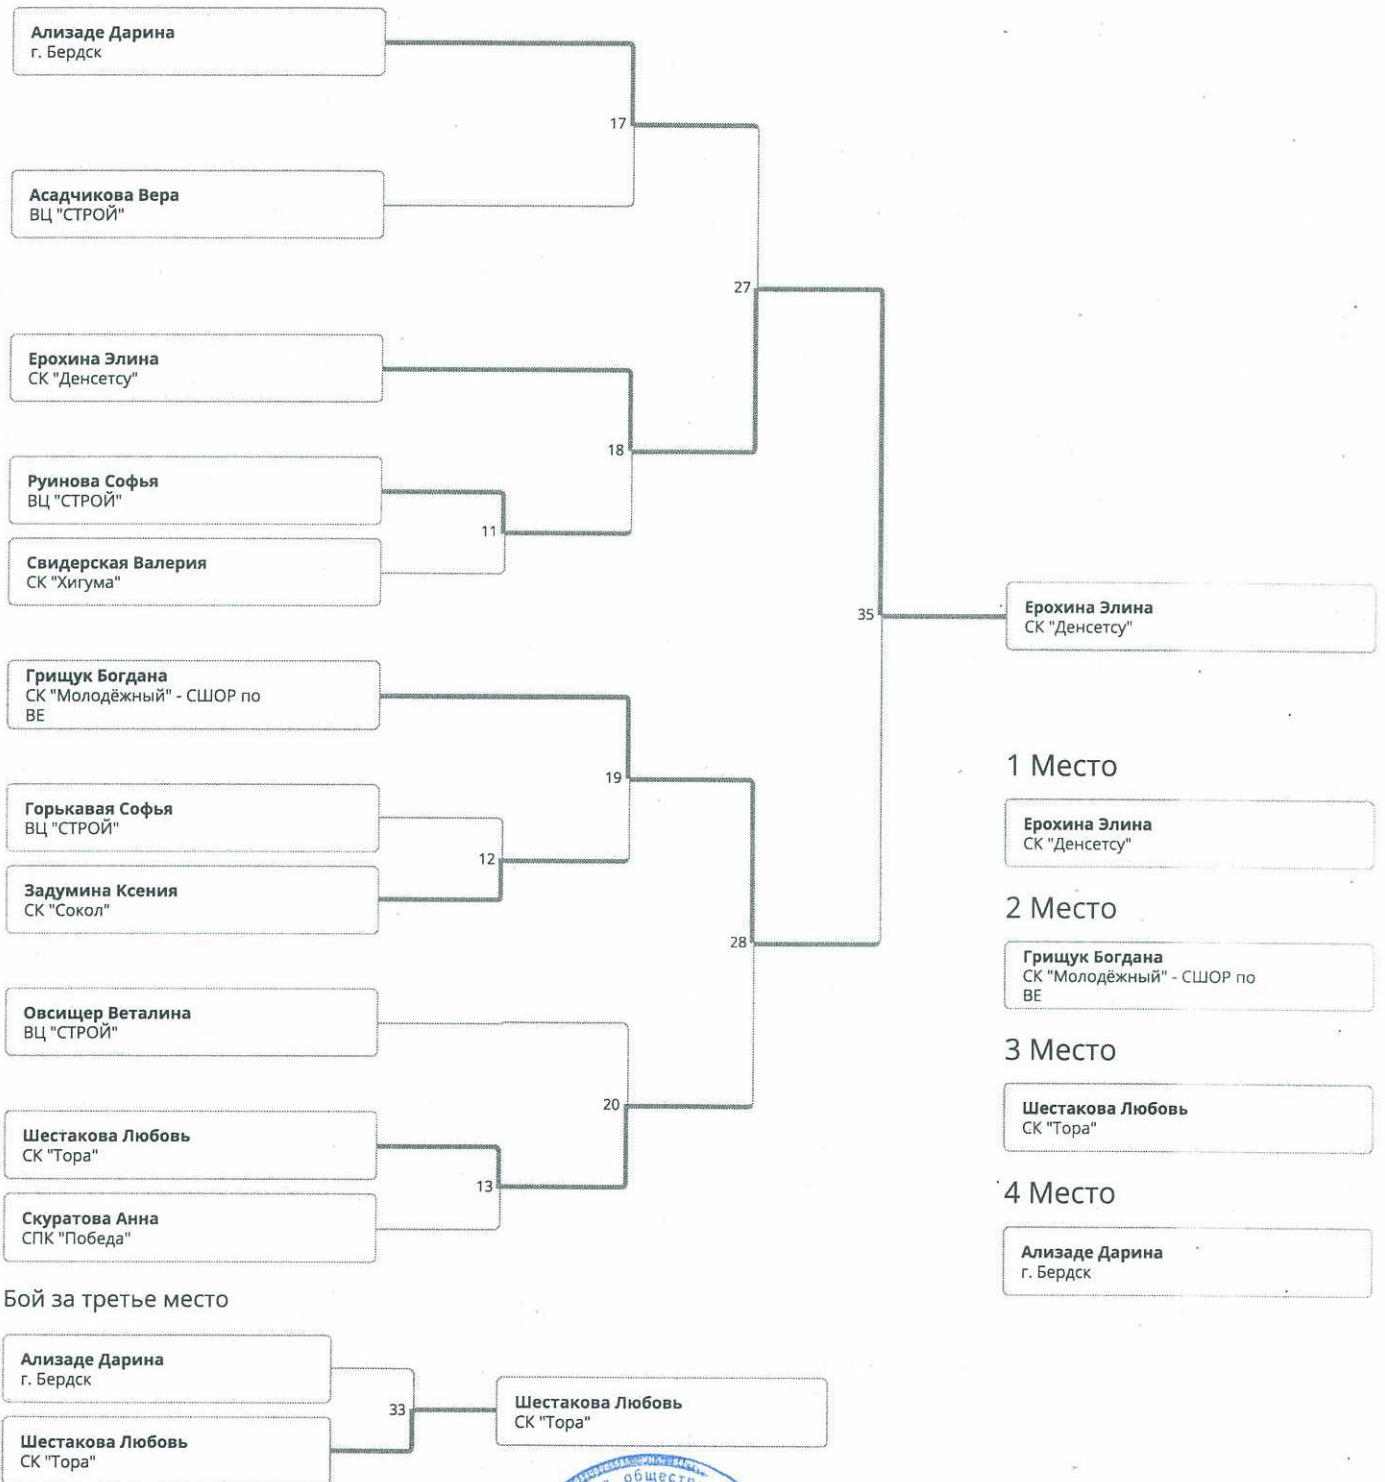 Ализаде Дарина
г. Бердск
17
Асадчикова Вера
ВЦ "СТРОЙ"
27
Ерохина Элина
СК "Денсетсу"
18
Руинова Софья
ВЦ "СТРОЙ"
11
Свидерская Валерия
СК "Хигума"
35
Ерохина Элина
СК "Денсетсу"
Грищук Богдана
СК "Молодёжный" - СШОР по
ВЕ
19
Горькавая Софья
ВЦ "СТРОЙ"
12
Задумина Ксения
СК "Сокол"
28
Овсищер Веталина
ВЦ "СТРОЙ"
20
Шестакова Любовь
СК "Тора"
13
Скуратова Анна
СПК "Победа"
1 Место
Ерохина Элина
СК "Денсетсу"
2 Место
Грищук Богдана
СК "Молодёжный" - СШОР по
ВЕ
3 Место
Шестакова Любовь
СК "Тора"
4 Место
Ализаде Дарина
г. Бердск
Бой за третье место
Ализаде Дарина
г. Бердск
33
Шестакова Любовь
СК "Тора"
Шестакова Любовь
СК "Тора"